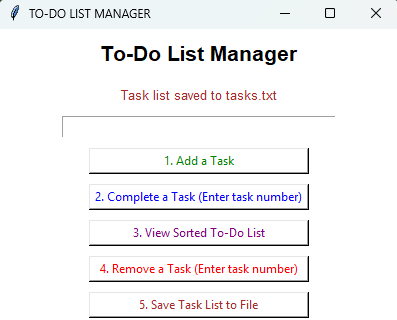 TO-DO LIST MANAGER
To-Do List Manager
Task list saved to tasks.txt
1. Add a Task
2. Complete a Task (Enter task number)
3. View Sorted To-Do List
4. Remove a Task (Enter task number)
5. Save Task List to File